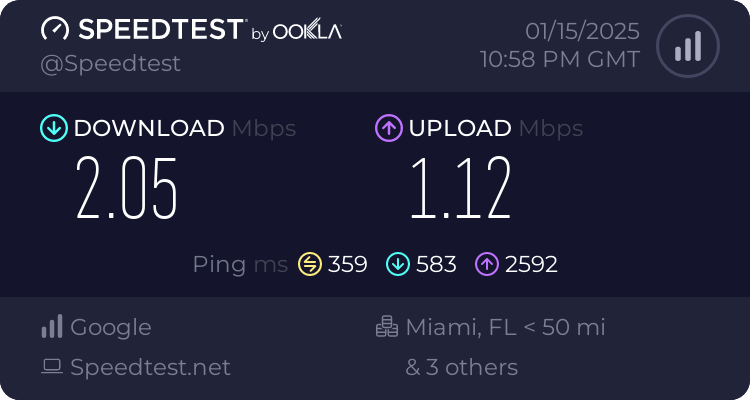 SPEEDTEST by OOKLA
@Speedtest
01/15/2025
10:58 PM GMT
DOWNLOAD Mbps
2.05
UPLOAD Mbps
1.12
Ping ms 359 583 2592
Google
Speedtest.net
Miami, FL < 50 mi
& 3 others